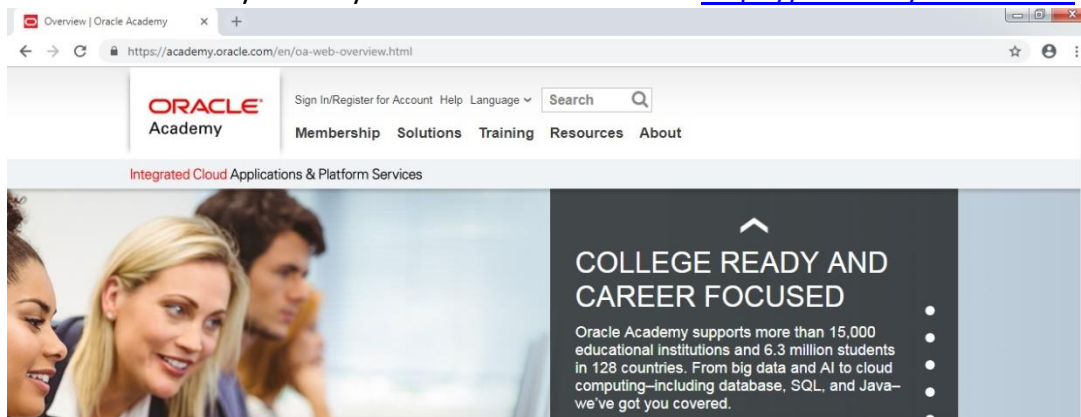 Overview | Oracle Academy
https://academy.oracle.com/en/oa-web-overview.html
ORACLE
Academy
Sign In/Register for Account Help Language Search
Membership Solutions Training Resources About
Integrated Cloud Applications & Platform Services
COLLEGE READY AND
CAREER FOCUSED
Oracle Academy supports more than 15,000
educational institutions and 6.3 million students
in 128 countries. From big data and AI to cloud
computing–including database, SQL, and Java–
we've got you covered.